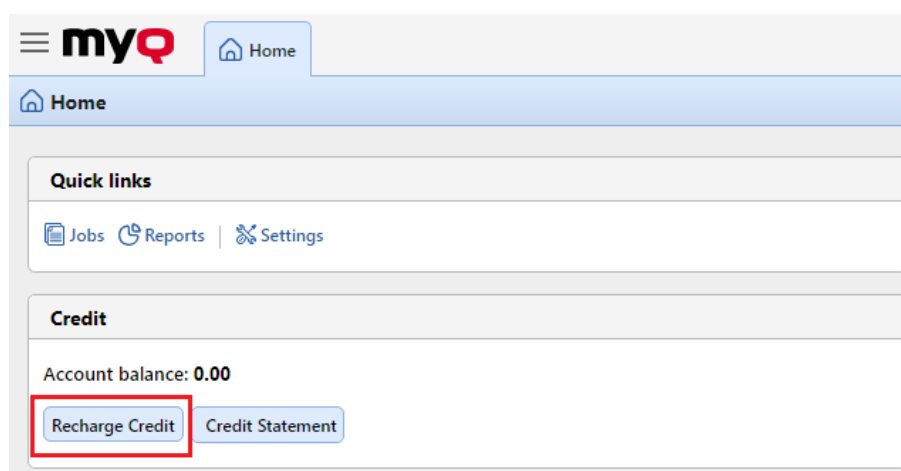 myQ Home
Home
Quick links
Jobs Reports | Settings
Credit
Account balance: 0.00
Recharge Credit Credit Statement